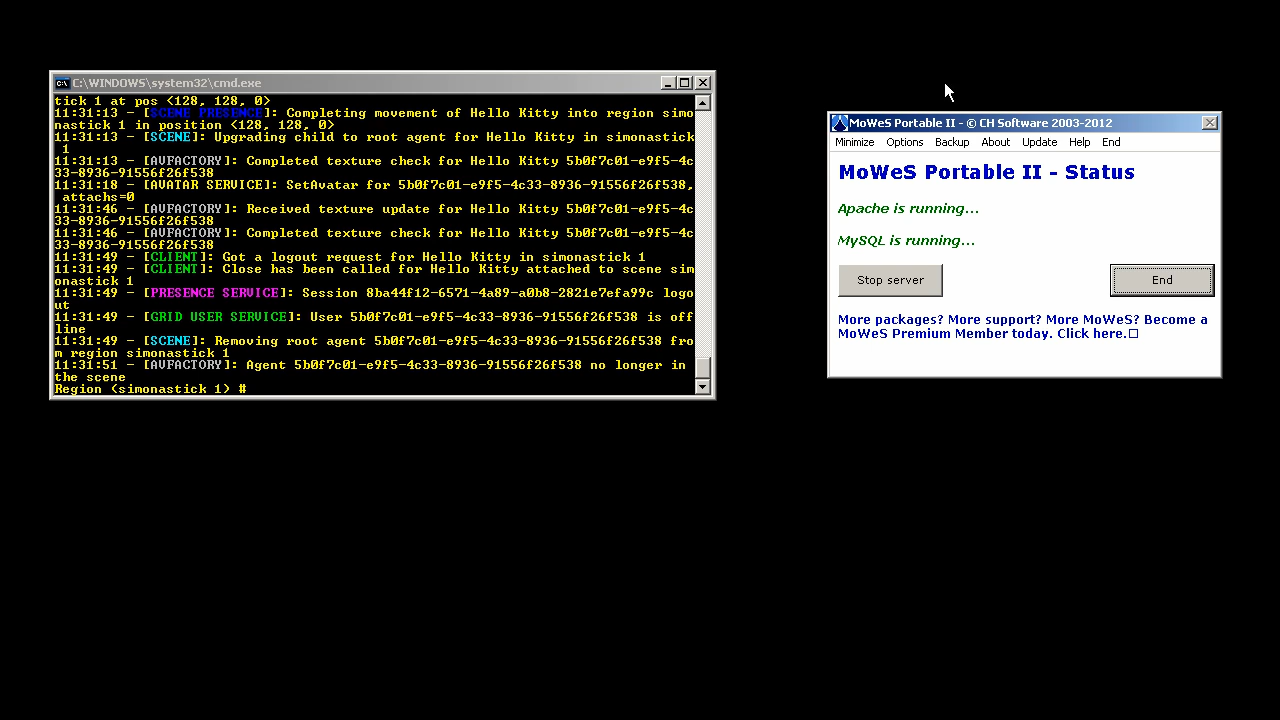 C:\WINDOWS\system32\cmd.exe
tick 1 at pos <128, 128, 0>
11:31:13 - [SCENE PRESENCE]: Completing movement of Hello Kitty into region simo
nastick 1 in position <128, 128, 0>
11:31:13 - [SCENE]: Upgrading child to root agent for Hello Kitty in simonastick
1
11:31:13 - [AVFACTORY]: Completed texture check for Hello Kitty 5b0f7c01-e9f5-4c
33-8936-91556f26f538
11:31:18 - [AVATAR SERVICE]: SetAvatar for 5b0f7c01-e9f5-4c33-8936-91556f26f538,
attachs=0
11:31:46 - [AVFACTORY]: Received texture update for Hello Kitty 5b0f7c01-e9f5-4c
33-8936-91556f26f538
11:31:46 - [AVFACTORY]: Completed texture check for Hello Kitty 5b0f7c01-e9f5-4c
33-8936-91556f26f538
11:31:49 - [CLIENT]: Got a logout request for Hello Kitty in simonastick 1
11:31:49 - [CLIENT]: Close has been called for Hello Kitty attached to scene sim
onastick 1
11:31:49 - [PRESENCE SERVICE]: Session 8ba44f12-6571-4a89-a0b8-2821e7efa99c logo
ut
11:31:49 - [GRID USER SERVICE]: User 5b0f7c01-e9f5-4c33-8936-91556f26f538 is off
line
11:31:49 - [SCENE]: Removing root agent 5b0f7c01-e9f5-4c33-8936-91556f26f538 fro
m region simonastick 1
11:31:51 - [AVFACTORY]: Agent 5b0f7c01-e9f5-4c33-8936-91556f26f538 no longer in
the scene
Region (simonastick 1) #
MoWeS Portable II - © CH Software 2003-2012
Minimize Options Backup About Update Help End
MoWeS Portable II - Status
Apache is running...
MySQL is running...
Stop server End
More packages? More support? More MoWeS? Become a
MoWeS Premium Member today. Click here.